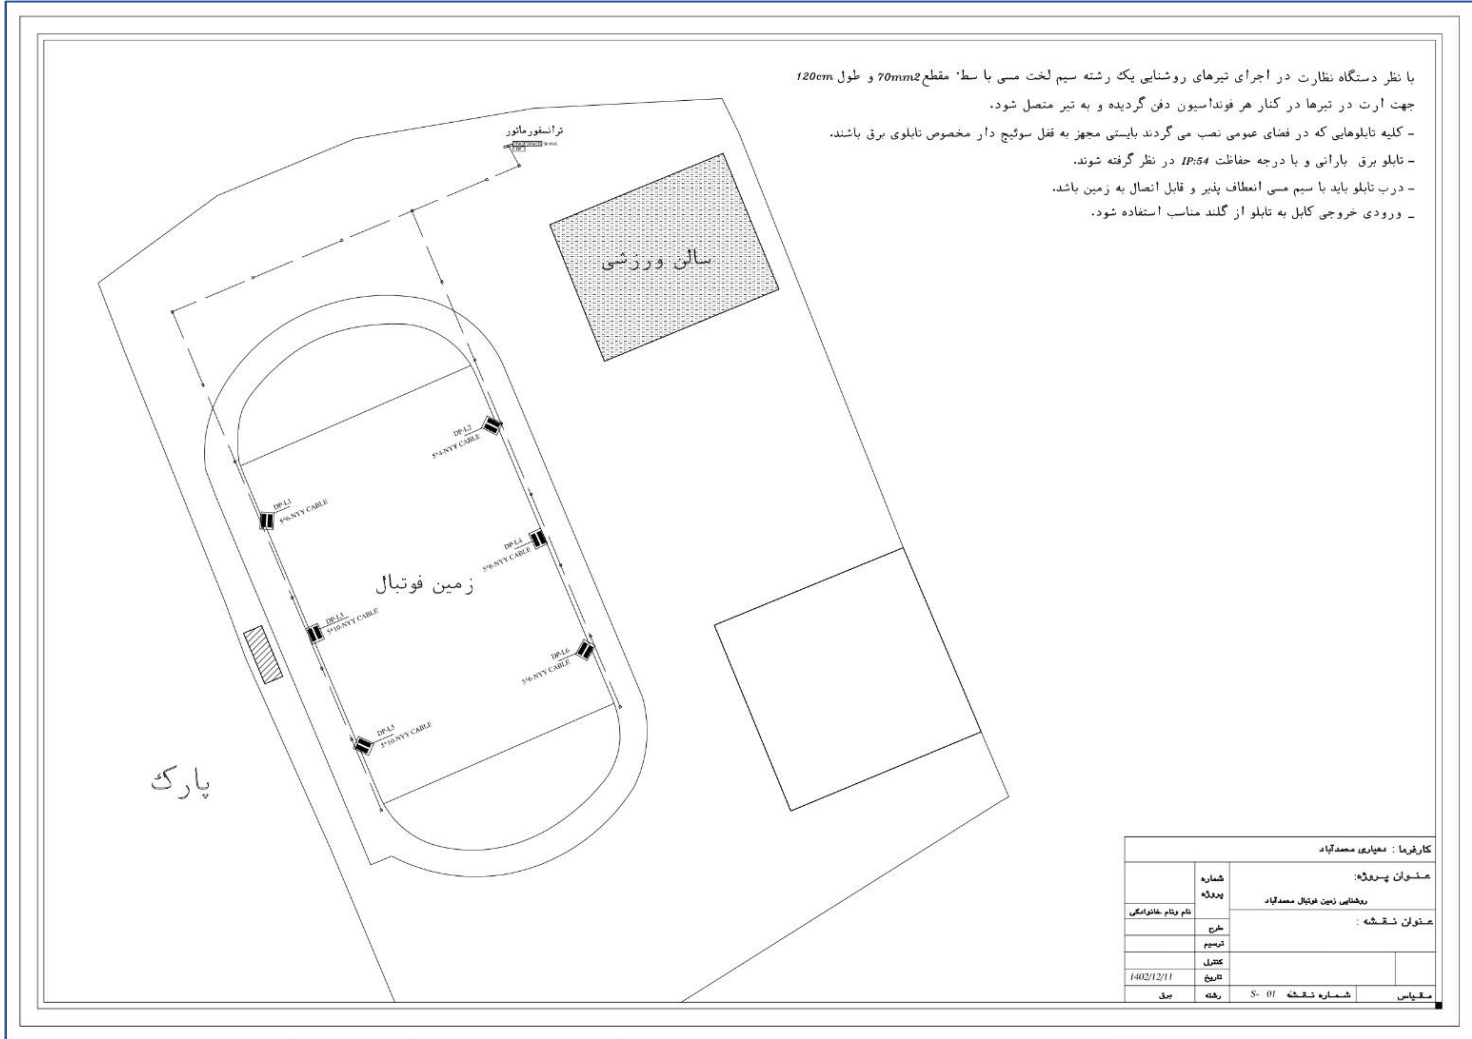 با نظر دستگاه نظارت در اجرای تیرهای روشنایی یک رشته سیم لخت مسی با سط' مقطع 70mm2 و طول 120cm
جهت ارت در تیرها در کنار هر فونداسیون دفن گردیده و به تیر متصل شود.
- کلیه تابلوهایی که در فضای عمومی نصب می گردند بایستی مجهز به قفل سوئیچ دار مخصوص تابلوی برق باشند.
- تابلو برق بارانی و با درجه حفاظت IP:54 در نظر گرفته شوند.
- درب تابلو باید با سیم مسی انعطاف پذیر و قابل اتصال به زمین باشد.
_ ورودی خروجی کابل به تابلو از گلند مناسب استفاده شود.
ترانسفورماتور
سالن ورزشی
DP-L2
5*4-NYY CABLE
DP-L1
5*6-NYY CABLE
DP-L4
5*6-NYY CABLE
زمین فوتبال
DP-L3
5*10-NYY CABLE
DP-L6
5*6-NYY CABLE
DP-L5
5*10-NYY CABLE
پارک
کارفرما : دهیاری محمدآباد
عنوان پروژه:
روشنایی زمین فوتبال محمدآباد
شماره پروژه
نام ونام خانوادگی
عنوان نقشه :
طرح
ترسیم
کنترل
تاریخ 1402/12/11
مقیاس
شماره نقشه S- 01
رشته برق